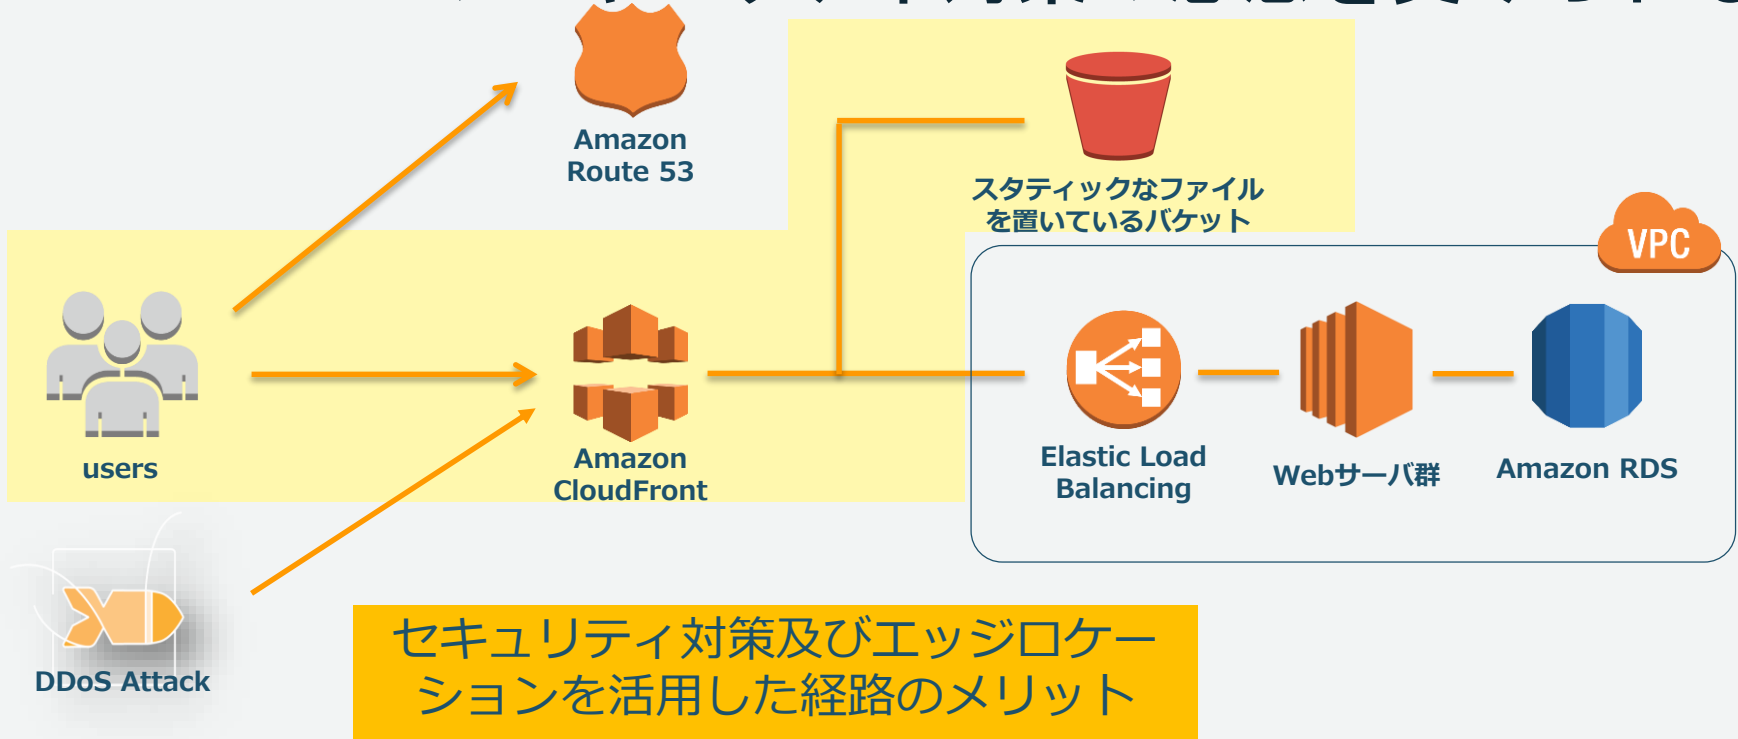 Amazon
Route 53
スタティックなファイル
を置いているバケット
VPC
users
Amazon
CloudFront
Elastic Load
Balancing
Webサーバ群
Amazon RDS
DDoS Attack
セキュリティ対策及びエッジロケー
ションを活用した経路のメリット